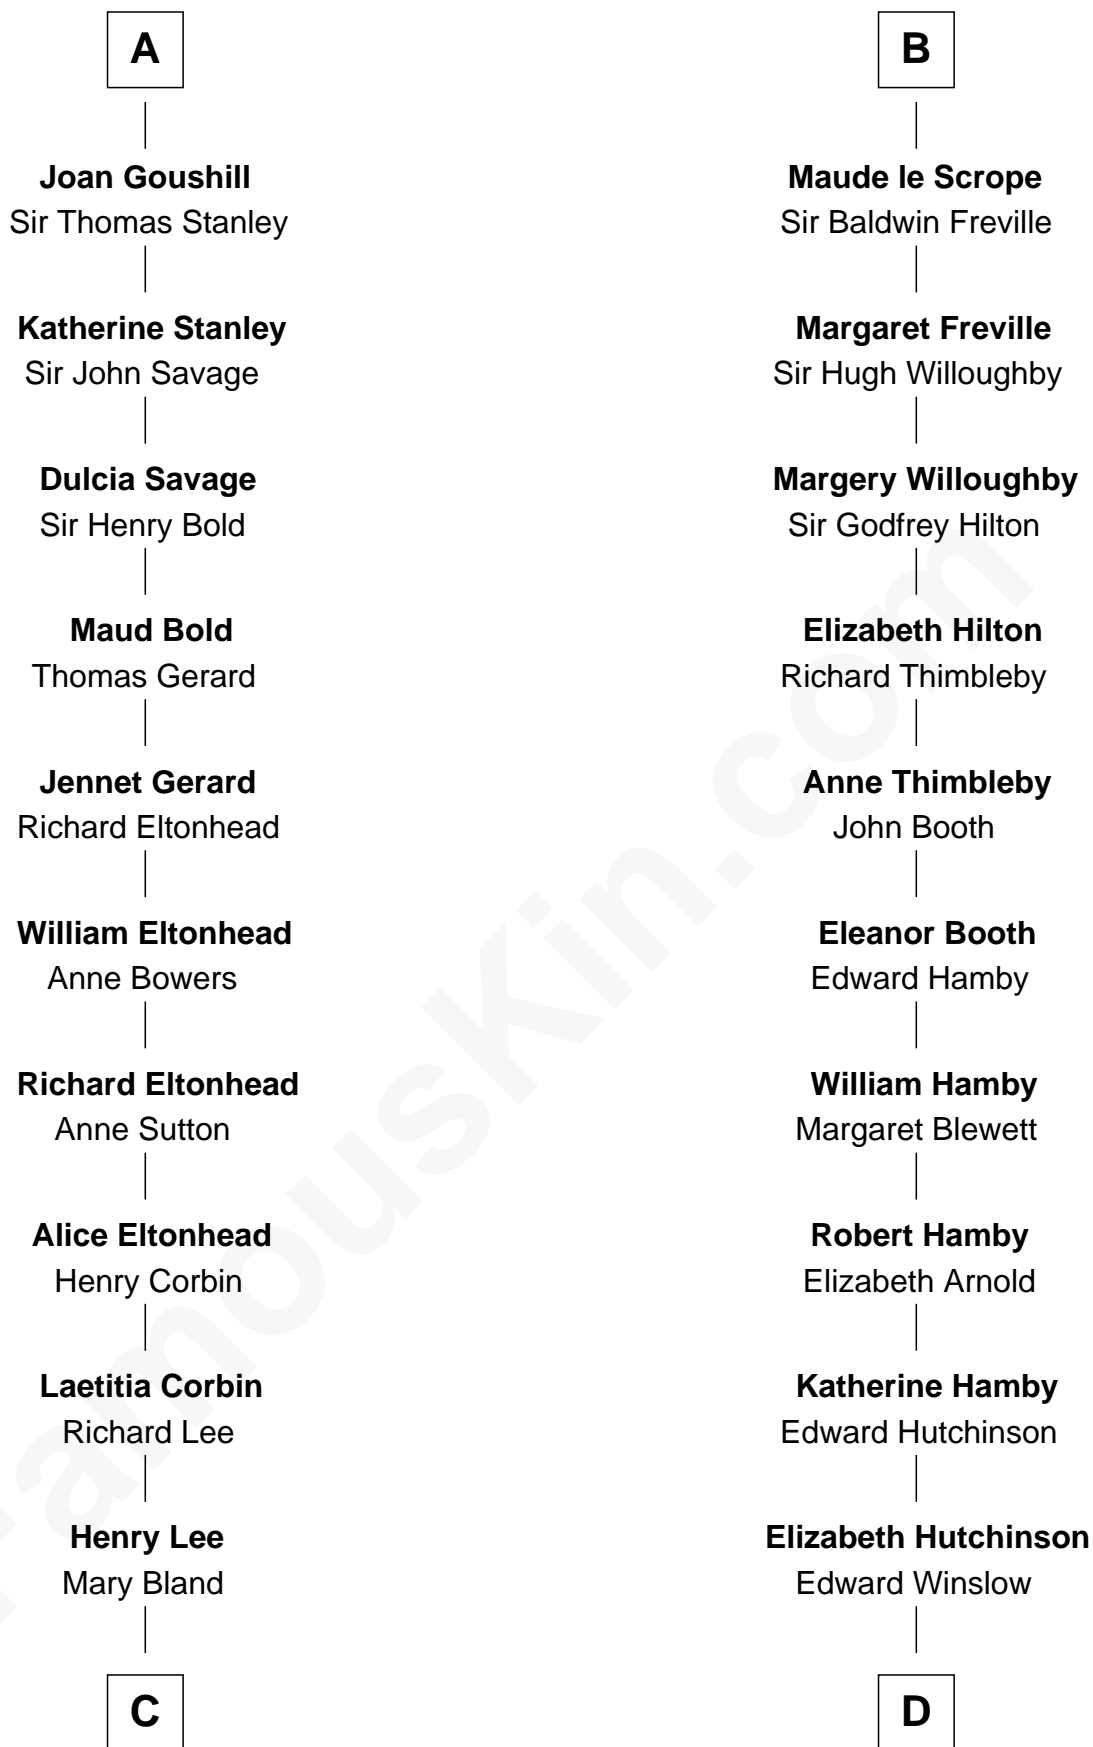 A
Joan Goushill
Sir Thomas Stanley
Katherine Stanley
Sir John Savage
Dulcia Savage
Sir Henry Bold
Maud Bold
Thomas Gerard
Jennet Gerard
Richard Eltonhead
William Eltonhead
Anne Bowers
Richard Eltonhead
Anne Sutton
Alice Eltonhead
Henry Corbin
Laetitia Corbin
Richard Lee
Henry Lee
Mary Bland
C
B
Maude le Scrope
Sir Baldwin Freville
Margaret Freville
Sir Hugh Willoughby
Margery Willoughby
Sir Godfrey Hilton
Elizabeth Hilton
Richard Thimbleby
Anne Thimbleby
John Booth
Eleanor Booth
Edward Hamby
William Hamby
Margaret Blewett
Robert Hamby
Elizabeth Arnold
Katherine Hamby
Edward Hutchinson
Elizabeth Hutchinson
Edward Winslow
D
FamousKin.com